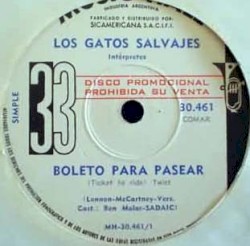 INDUSTRIA ARGENTINA
FABRICADO Y DISTRIBUIDO POR:
SICAMERICANA S.A.C.I.F.I.
LOS GATOS SALVAJES
Intérpretes
SIMPLE
33
DISCO PROMOCIONAL
PROHIBIDA SU VENTA
30.461
COMAR
BOLETO PARA PASEAR
(Ticket to ride) Twist
(Lennon-McCartney-Vers.
Cast.: Ben Molar-SADAIC)
MH-30.461/1